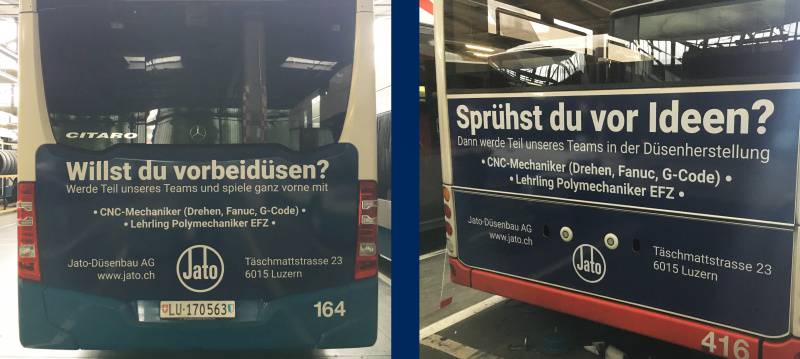 CITARO
Willst du vorbeidüsen?
Werde Teil unseres Teams und spiele ganz vorne mit
• CNC-Mechaniker (Drehen, Fanuc, G-Code) •
• Lehrling Polymechaniker EFZ •
Jato-Düsenbau AG
www.jato.ch
Jato
Täschmattstrasse 23
6015 Luzern
LU·170563
164
Sprühst du vor Ideen?
Dann werde Teil unseres Teams in der Düsenherstellung
• CNC-Mechaniker (Drehen, Fanuc, G-Code) •
• Lehrling Polymechaniker EFZ •
Jato-Düsenbau AG
www.jato.ch
Jato
Täschmattstrasse 23
6015 Luzern
416